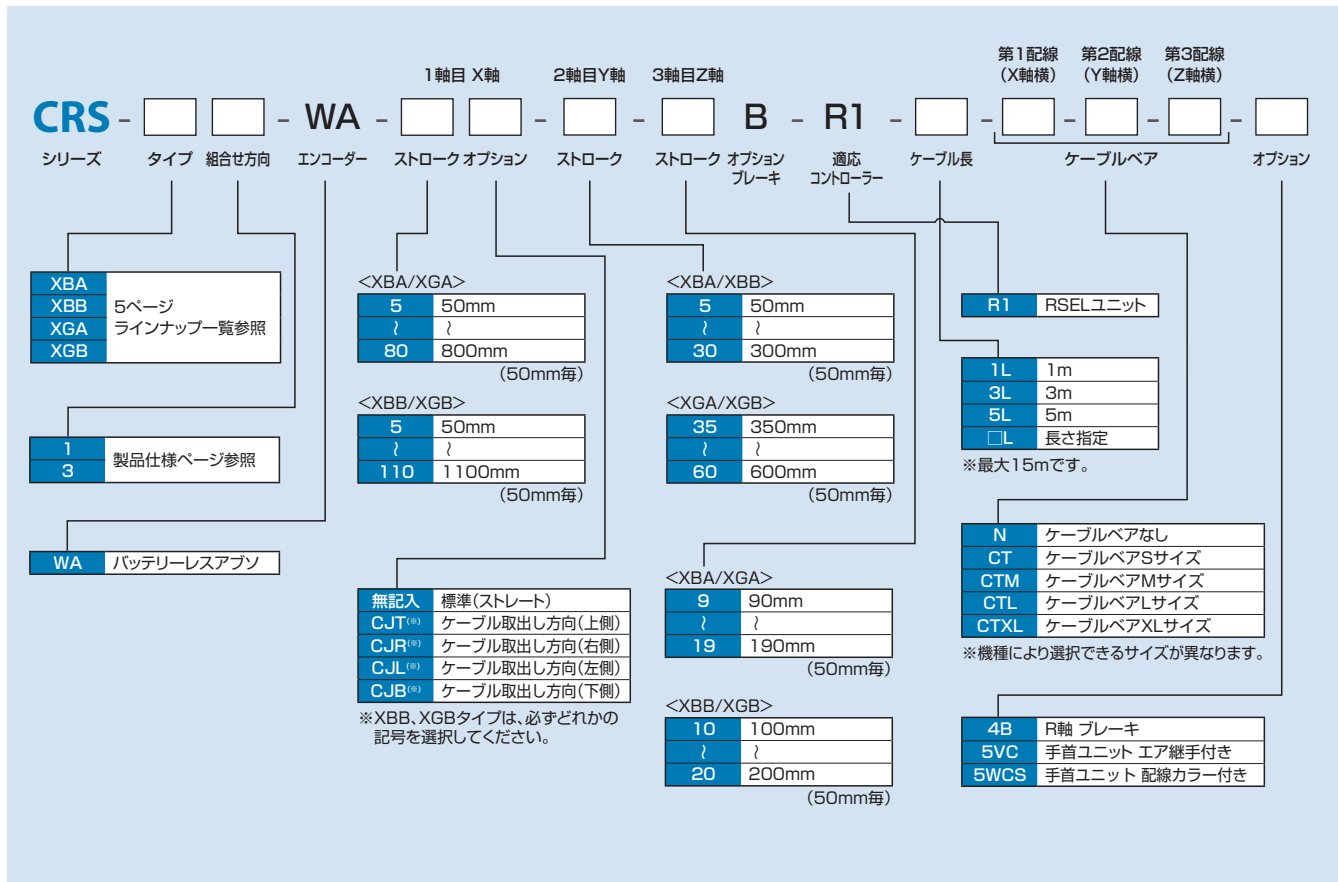 第1配線 第2配線 第3配線
1軸目 X軸 2軸目Y軸 3軸目Z軸 (X軸横) (Y軸横) (Z軸横)
CRS - □ □ - WA - □ □ - □ - □ B - R1 - □ - □ - □ - □ - □
シリーズ タイプ 組合せ方向 エンコーダー ストローク オプション ストローク ストローク オプション 適応 ケーブル長 ケーブルベア オプション
ブレーキ コントローラー
XBA
XBB 5ページ
XGA ラインナップ一覧参照
XGB
1
3 製品仕様ページ参照
WA バッテリーレスアブソ
<XBA/XGA>
5 50mm
〜 〜
80 800mm
(50mm毎)
<XBB/XGB>
5 50mm
〜 〜
110 1100mm
(50mm毎)
無記入 標準(ストレート)
CJT(※) ケーブル取出し方向(上側)
CJR(※) ケーブル取出し方向(右側)
CJL(※) ケーブル取出し方向(左側)
CJB(※) ケーブル取出し方向(下側)
※XBB、XGBタイプは、必ずどれかの
記号を選択してください。
<XBA/XBB>
5 50mm
〜 〜
30 300mm
(50mm毎)
<XGA/XGB>
35 350mm
〜 〜
60 600mm
(50mm毎)
<XBA/XGA>
9 90mm
〜 〜
19 190mm
(50mm毎)
<XBB/XGB>
10 100mm
〜 〜
20 200mm
(50mm毎)
R1 RSELユニット
1L 1m
3L 3m
5L 5m
□L 長さ指定
※最大15mです。
N ケーブルベアなし
CT ケーブルベアSサイズ
CTM ケーブルベアMサイズ
CTL ケーブルベアLサイズ
CTXL ケーブルベアXLサイズ
※機種により選択できるサイズが異なります。
4B R軸 ブレーキ
5VC 手首ユニット エア継手付き
5WCS 手首ユニット 配線カラー付き